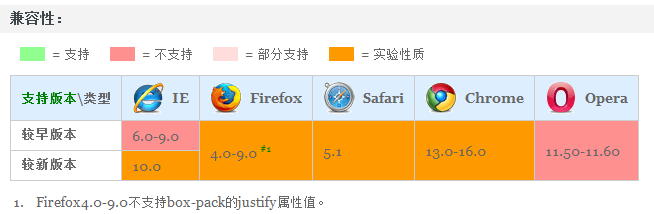 兼容性：
= 支持 = 不支持 = 部分支持 = 实验性质
支持版本\类型 IE Firefox Safari Chrome Opera
较早版本 6.0-9.0 4.0-9.0 #1 5.1 13.0-16.0 11.50-11.60
较新版本 10.0
1. Firefox4.0-9.0不支持box-pack的justify属性值。